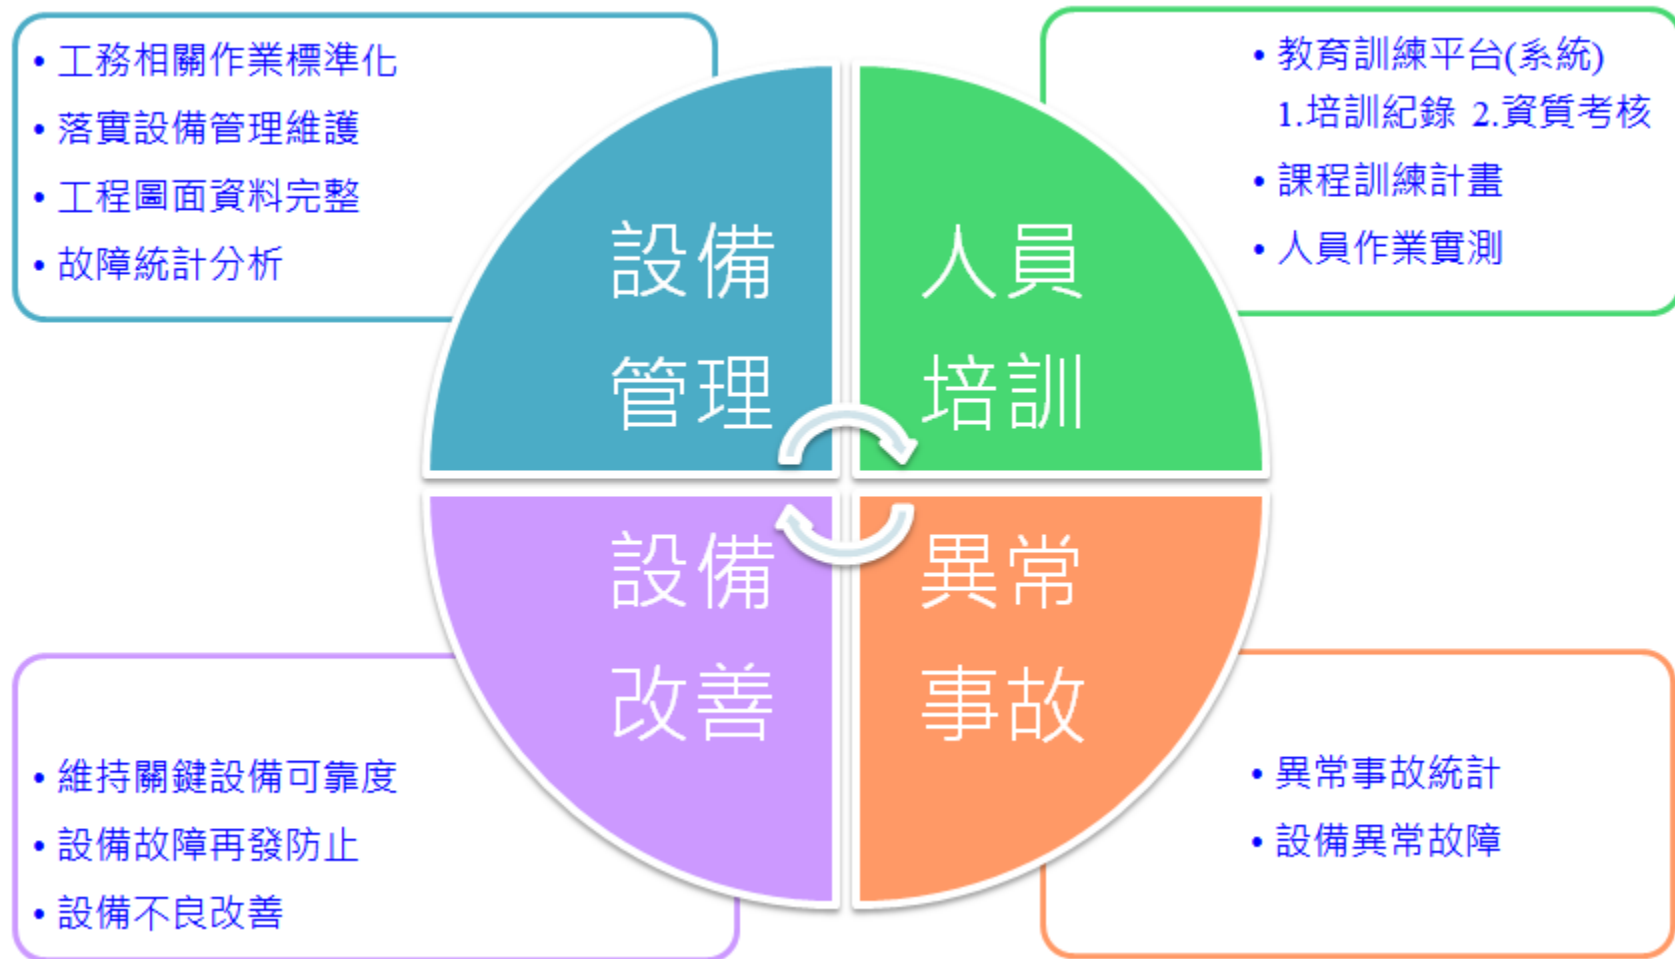 • 工務相關作業標準化
• 落實設備管理維護
• 工程圖面資料完整
• 故障統計分析
• 教育訓練平台(系統)
1.培訓紀錄 2.資質考核
• 課程訓練計畫
• 人員作業實測
設備
管理
人員
培訓
設備
改善
異常
事故
• 維持關鍵設備可靠度
• 設備故障再發防止
• 設備不良改善
• 異常事故統計
• 設備異常故障